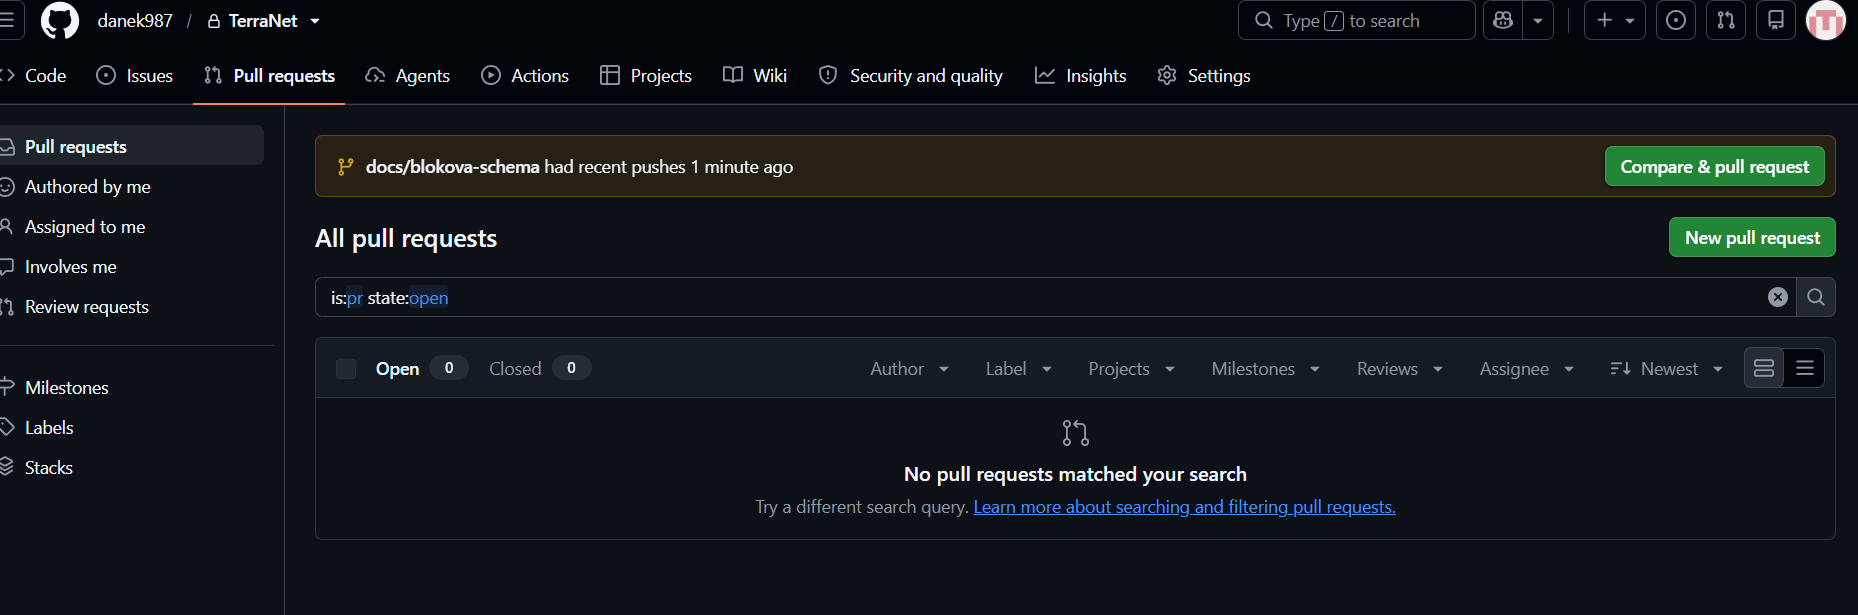 danek987 / TerraNet
Type / to search
Code Issues Pull requests Agents Actions Projects Wiki Security and quality Insights Settings
Pull requests
Authored by me
Assigned to me
Involves me
Review requests
Milestones
Labels
Stacks
docs/blokova-schema had recent pushes 1 minute ago
Compare & pull request
All pull requests
New pull request
is:pr state:open
Open 0 Closed 0 Author Label Projects Milestones Reviews Assignee Newest
No pull requests matched your search
Try a different search query. Learn more about searching and filtering pull requests.